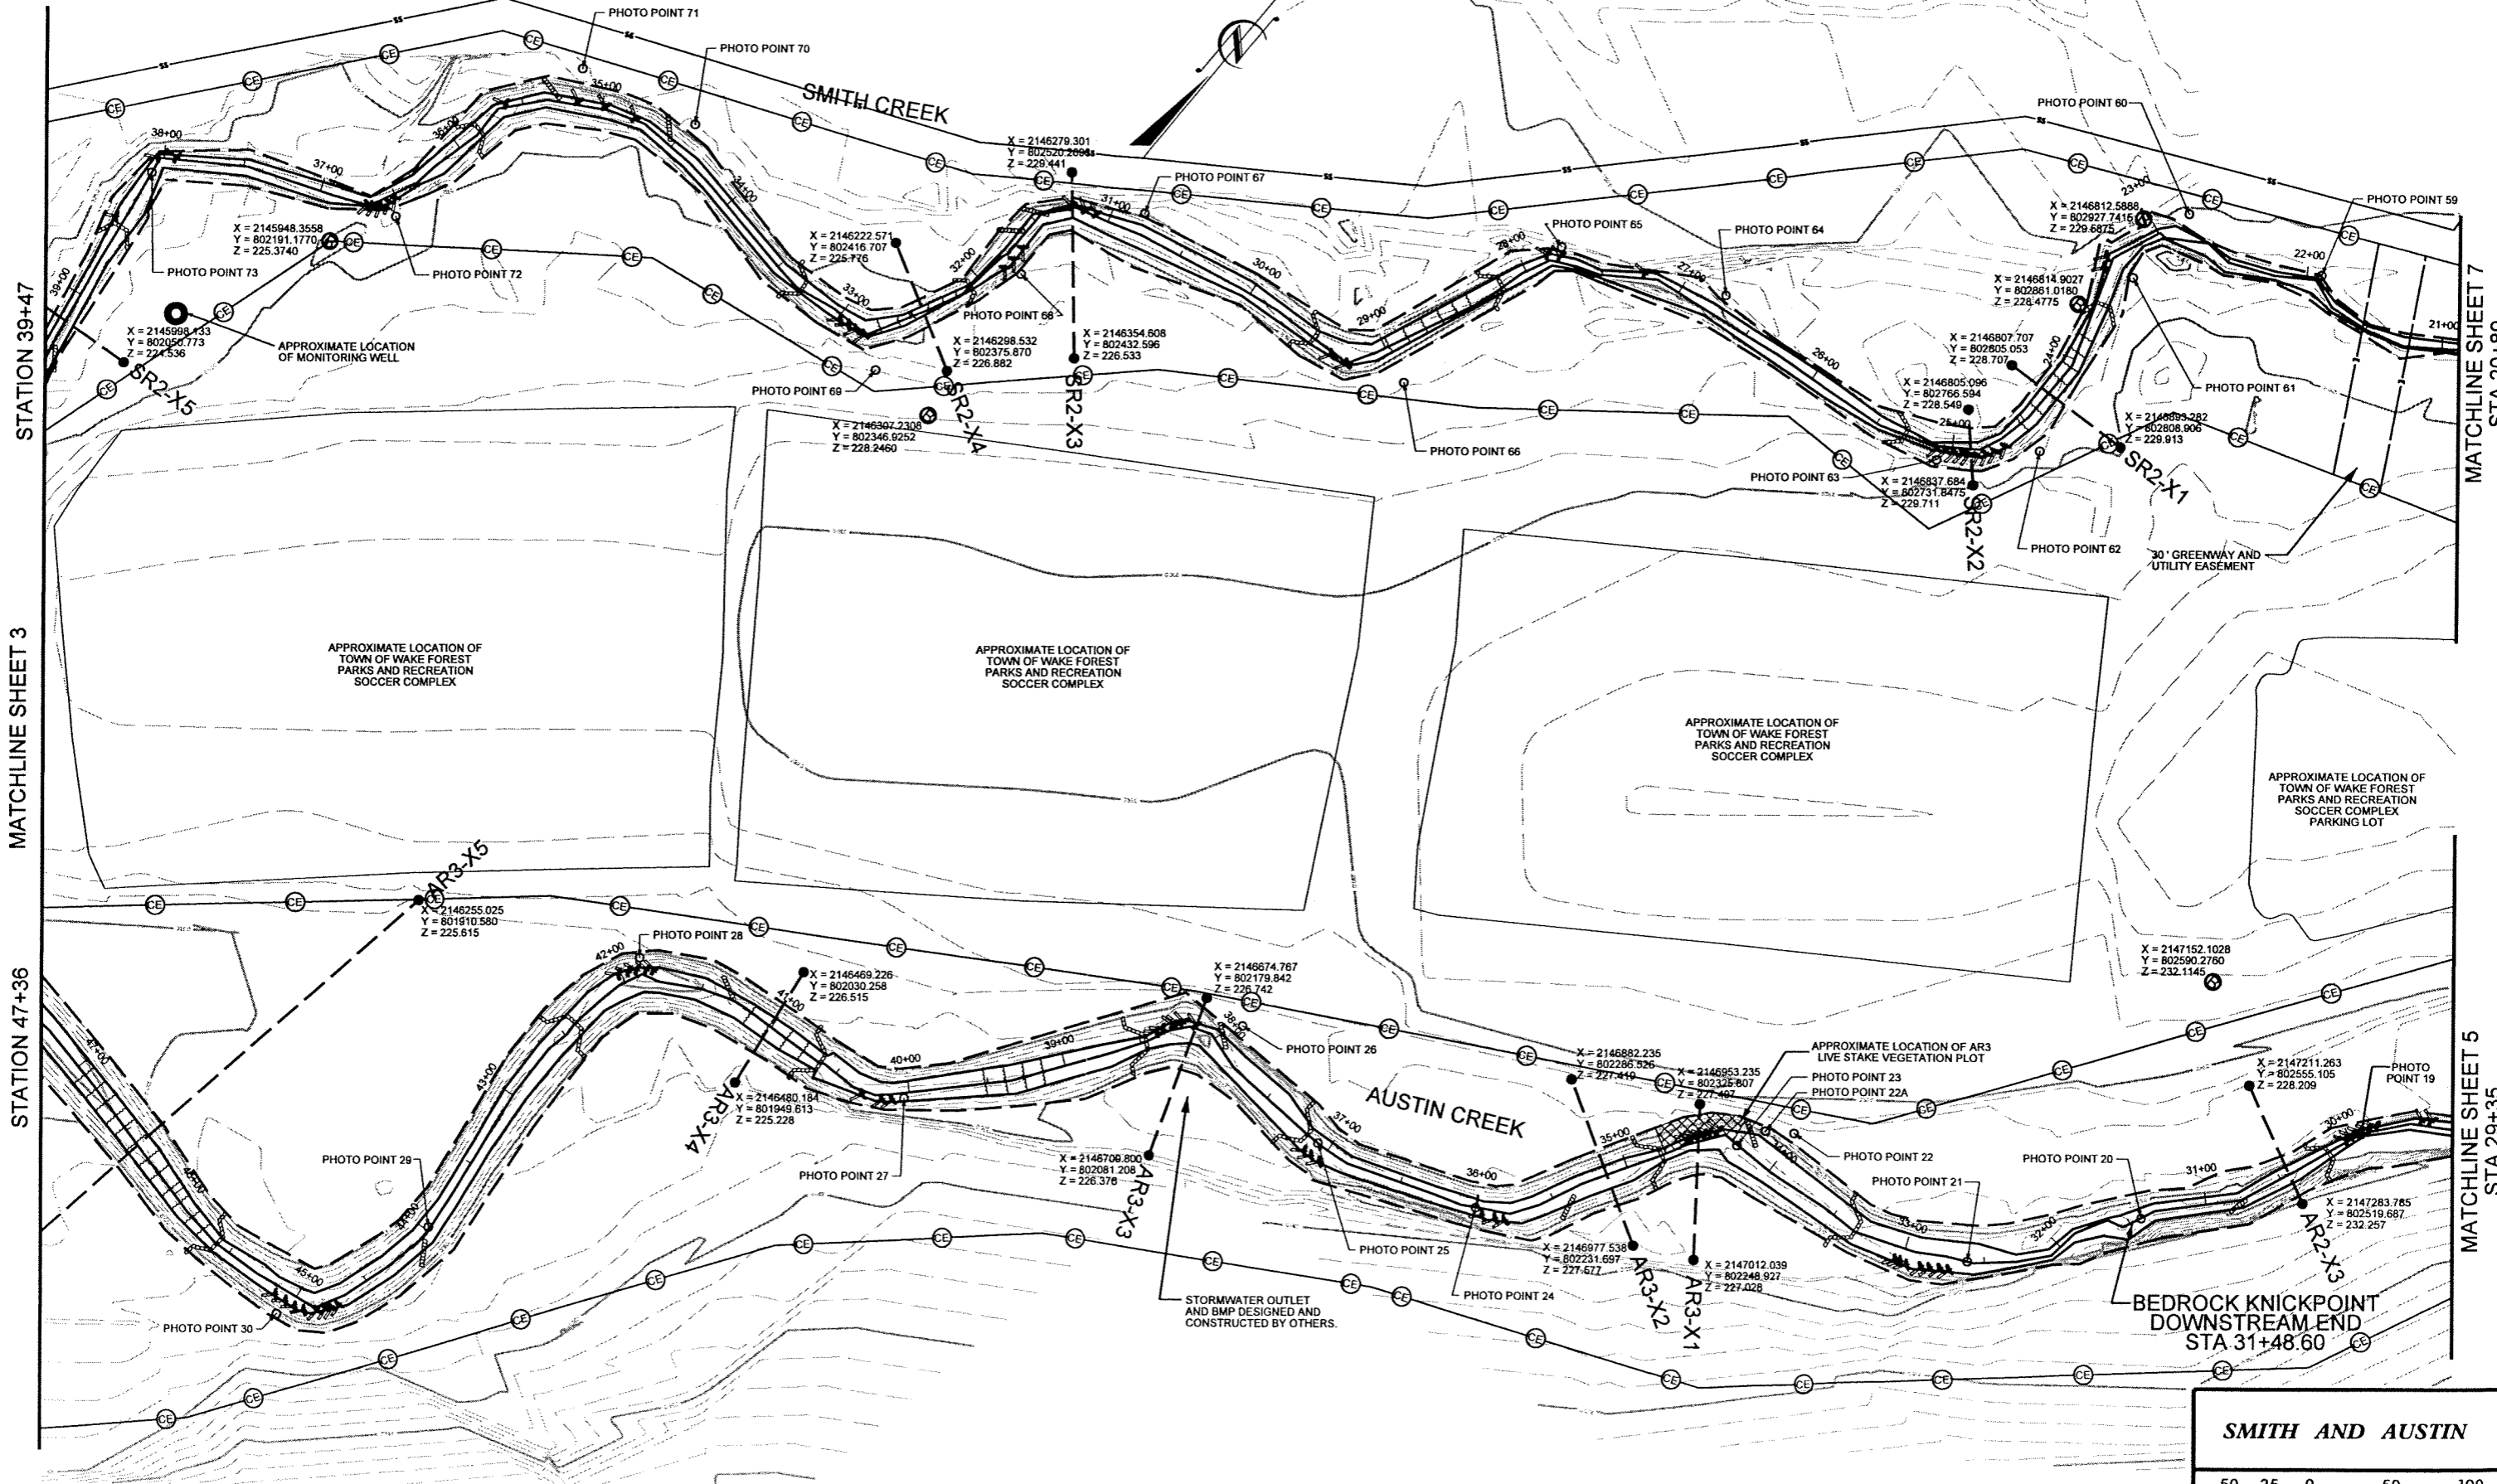 PHOTO POINT 71
PHOTO POINT 70
SMITH CREEK
PHOTO POINT 60
X = 2146279.301
Z = 229.441
PHOTO POINT 67
PHOTO POINT 59
38+00
35+00
36+00
37+00
34+00
39+00
31+00
32+00
33+00
30+00
29+00
28+00
27+00
26+00
25+00
24+00
23+00
22+00
21+00
X = 2145948.3558
Y = 802191.1770
Z = 225.3740
PHOTO POINT 73
PHOTO POINT 72
X = 2146222.571
Y = 802416.707
Z = 225.776
PHOTO POINT 65
PHOTO POINT 64
X = 2146812.5888
Y = 802927.7415
Z = 229.6875
X = 2146814.9027
Y = 802861.0180
Z = 228.4775
PHOTO POINT 68
X = 2145998.133
Y = 802050.773
Z = 224.536
APPROXIMATE LOCATION
OF MONITORING WELL
SR2-X5
X = 2146298.532
Y = 802375.870
Z = 226.882
X = 2146354.608
Y = 802432.596
Z = 226.533
PHOTO POINT 69
SR2-X4
SR2-X3
X = 2146307.2308
Y = 802346.9252
Z = 228.2460
PHOTO POINT 66
X = 2146807.707
Z = 228.707
X = 2146805.096
Y = 802766.594
Z = 228.549
PHOTO POINT 61
Y = 802808.906
Z = 229.913
SR2-X1
PHOTO POINT 63
X = 2146837.684
Y = 802731.8475
Z = 229.711
SR2-X2
PHOTO POINT 62
30' GREENWAY AND
UTILITY EASEMENT
STATION 39+47
MATCHLINE SHEET 3
STATION 47+36
MATCHLINE SHEET 7
APPROXIMATE LOCATION OF
TOWN OF WAKE FOREST
PARKS AND RECREATION
SOCCER COMPLEX
APPROXIMATE LOCATION OF
TOWN OF WAKE FOREST
PARKS AND RECREATION
SOCCER COMPLEX
APPROXIMATE LOCATION OF
TOWN OF WAKE FOREST
PARKS AND RECREATION
SOCCER COMPLEX
APPROXIMATE LOCATION OF
TOWN OF WAKE FOREST
PARKS AND RECREATION
SOCCER COMPLEX
PARKING LOT
AR3-X5
X = 2146255.025
Y = 801910.580
Z = 225.615
PHOTO POINT 28
42+00
41+00
X = 2146469.226
Y = 802030.258
Z = 226.515
X = 2146674.767
Y = 802179.842
Z = 226.742
X = 2147152.1028
Y = 802590.2760
Z = 232.1145
43+00
40+00
39+00
38+00
PHOTO POINT 26
AR3-X4
X = 2146480.184
Y = 801949.613
Z = 225.228
AUSTIN CREEK
X = 2146882.235
Y = 802286.526
Z = 227.419
X = 2146953.235
Y = 802325.607
APPROXIMATE LOCATION OF AR3
LIVE STAKE VEGETATION PLOT
PHOTO POINT 23
PHOTO POINT 22A
X = 2147211.263
Y = 802555.105
Z = 228.209
PHOTO
POINT 19
37+00
36+00
35+00
33+00
32+00
31+00
30+00
PHOTO POINT 29
PHOTO POINT 27
X = 2146709.800
Y = 802081.208
Z = 226.376
AR3-X3
PHOTO POINT 22
PHOTO POINT 21
PHOTO POINT 20
PHOTO POINT 25
X = 2146977.538
Y = 802231.697
Z = 227.577
AR3-X2
X = 2147012.039
Y = 802248.927
Z = 227.028
AR3-X1
X = 2147283.785
Y = 802519.687
Z = 232.257
AR2-X3
45+00
PHOTO POINT 30
PHOTO POINT 24
STORMWATER OUTLET
AND BMP DESIGNED AND
CONSTRUCTED BY OTHERS.
BEDROCK KNICKPOINT
DOWNSTREAM END
STA 31+48.60
MATCHLINE SHEET 5
STA 29+35
SMITH AND AUSTIN